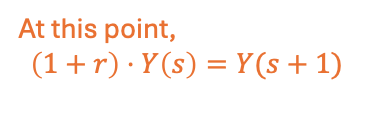 At this point,
(1 + r) · Y(s) = Y(s + 1)